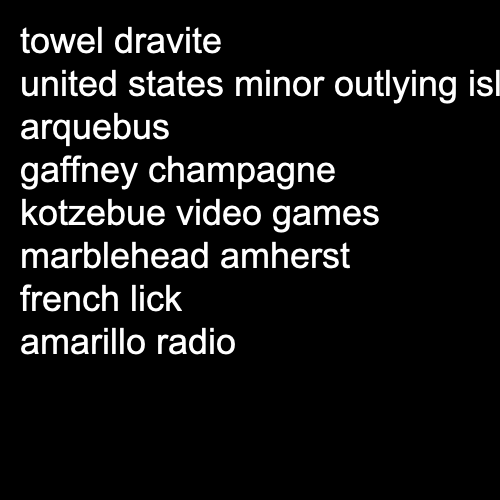 towel dravite
united states minor outlying isl
arquebus
gaffney champagne
kotzebue video games
marblehead amherst
french lick
amarillo radio